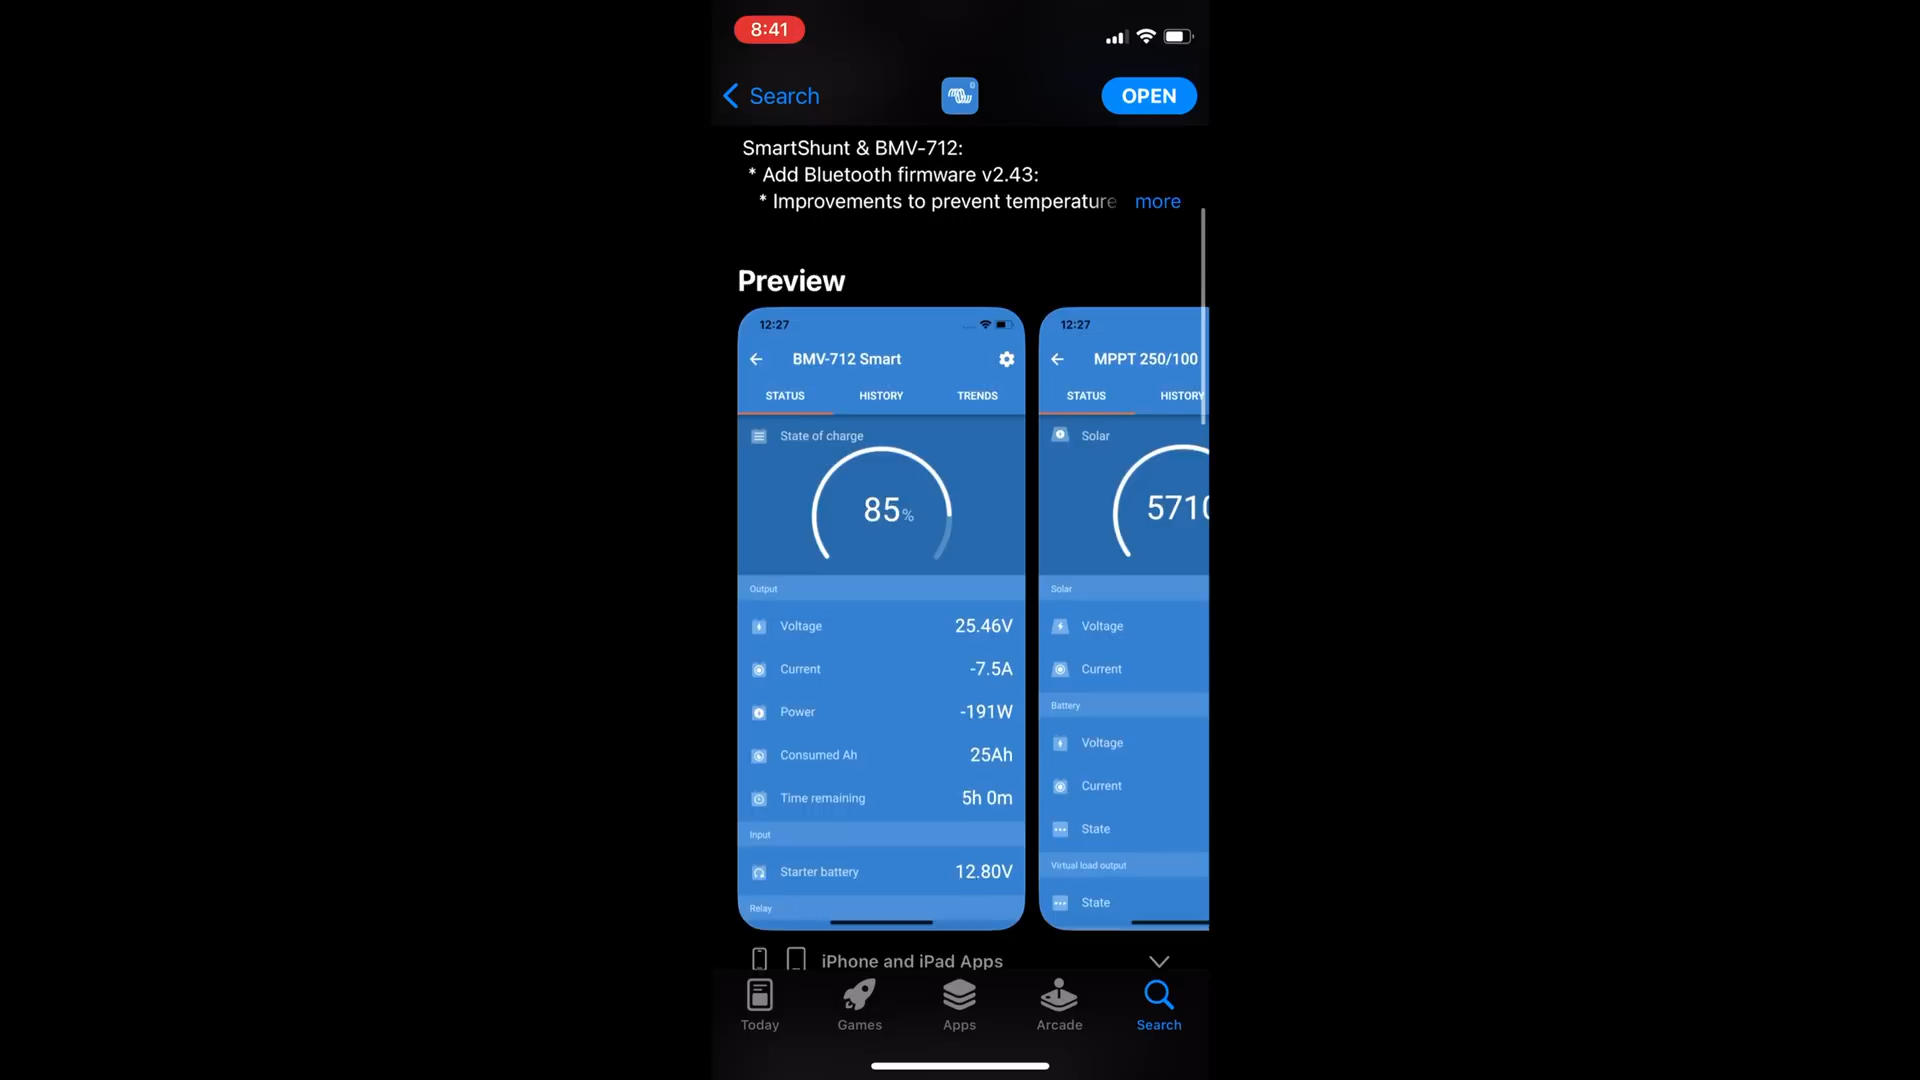 8:41
Search
OPEN
SmartShunt & BMV-712:
* Add Bluetooth firmware v2.43:
* Improvements to prevent temperature more
Preview
12:27
BMV-712 Smart
STATUS HISTORY TRENDS
State of charge
85%
Output
Voltage 25.46V
Current -7.5A
Power -191W
Consumed Ah 25Ah
Time remaining 5h 0m
Input
Starter battery 12.80V
Relay
12:27
MPPT 250/100
STATUS HISTORY
Solar
5710
Solar
Voltage
Current
Battery
Voltage
Current
State
Virtual load output
State
iPhone and iPad Apps
Today Games Apps Arcade Search